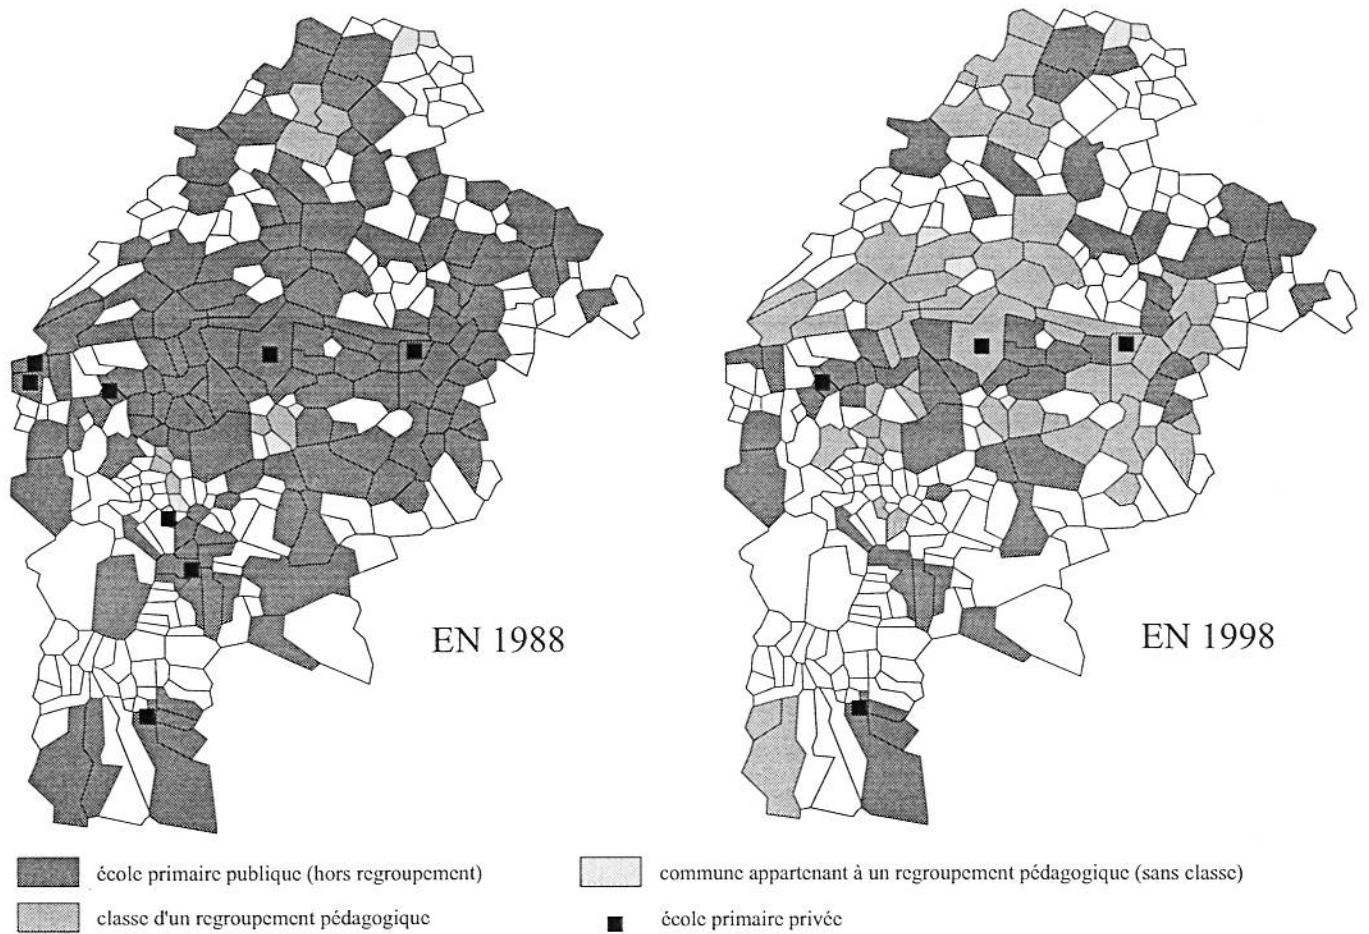 EN 1988
EN 1998
école primaire publique (hors regroupement)
commune appartenant à un regroupement pédagogique (sans classe)
classe d'un regroupement pédagogique
école primaire privée